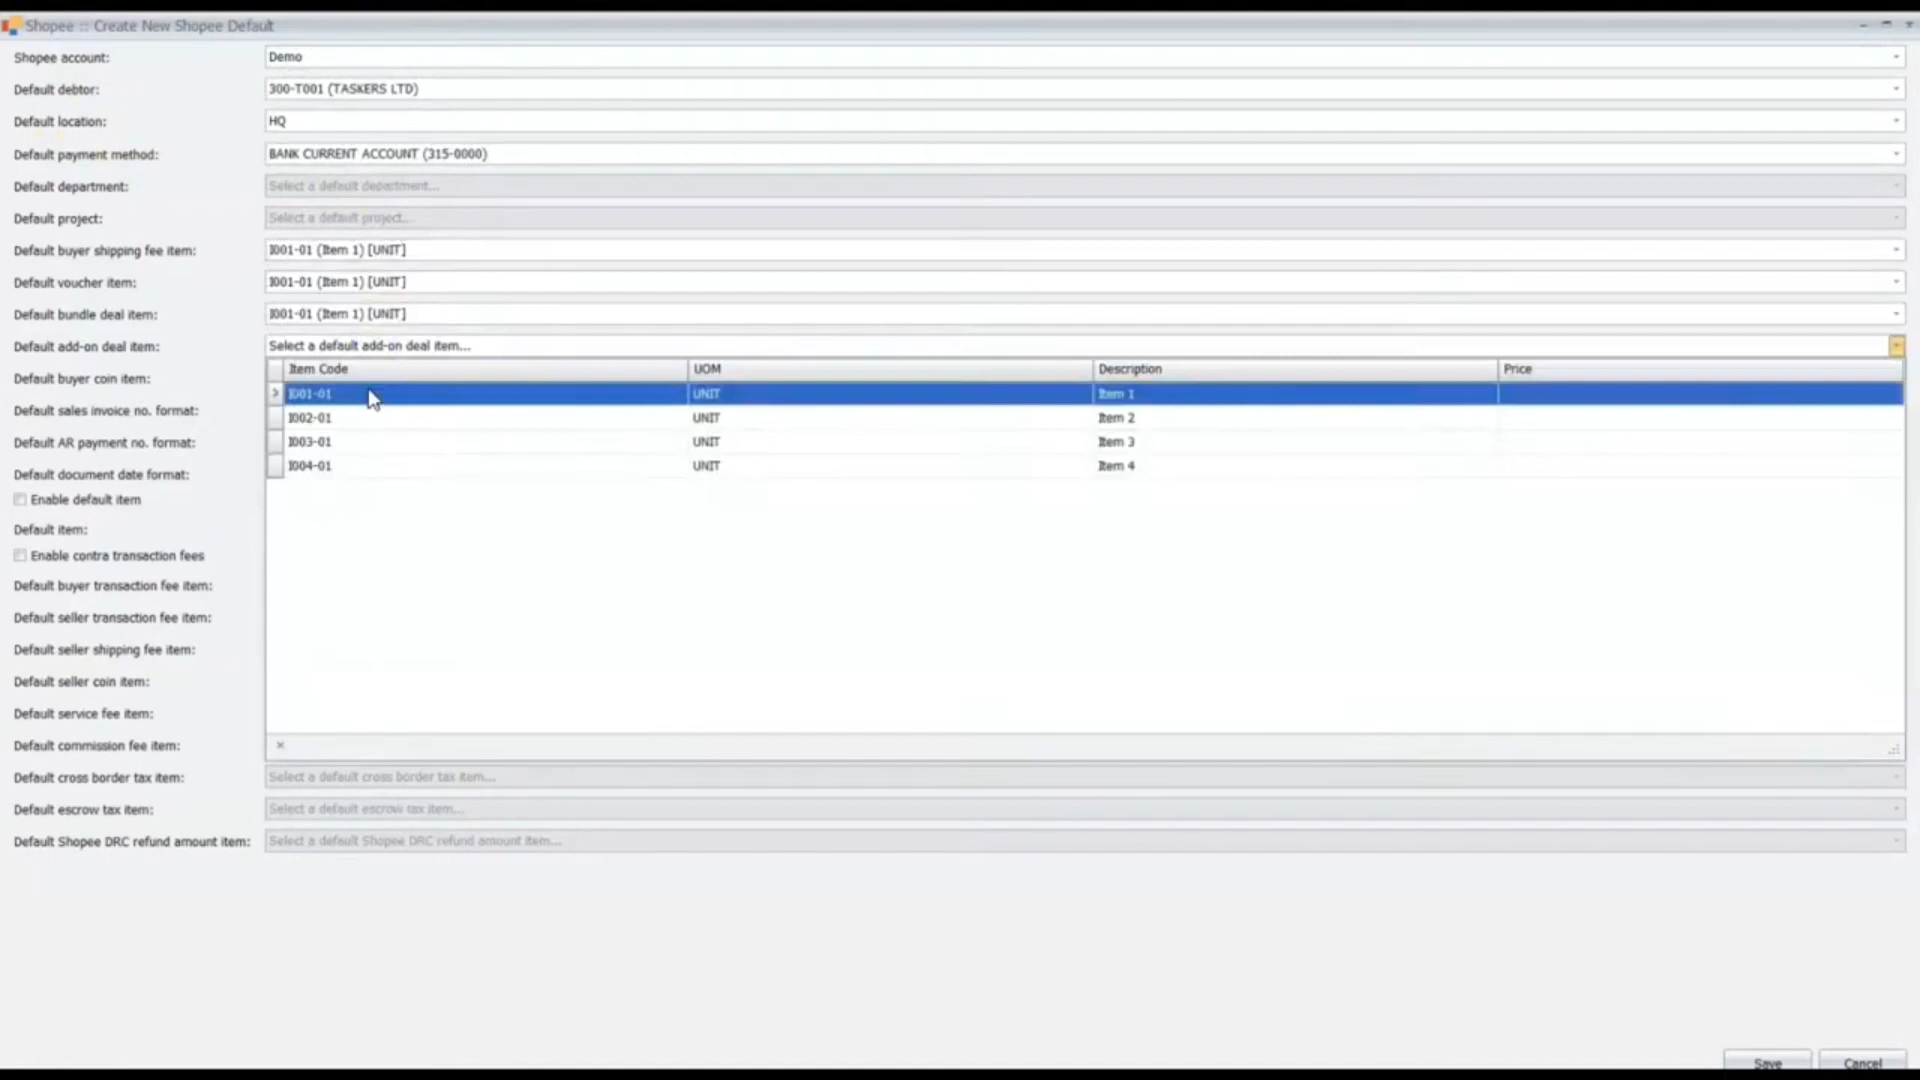 Shopee :: Create New Shopee Default
Shopee account: Demo
Default debtor: 300-T001 (TASKERS LTD)
Default location: HQ
Default payment method: BANK CURRENT ACCOUNT (315-0000)
Default department: Select a default department...
Default project: Select a default project...
Default buyer shipping fee item: I001-01 (Item 1) [UNIT]
Default voucher item: I001-01 (Item 1) [UNIT]
Default bundle deal item: I001-01 (Item 1) [UNIT]
Default add-on deal item: Select a default add-on deal item...
Item Code UOM Description Price
Default buyer coin item:
I001-01 UNIT Item 1
Default sales invoice no. format:
I002-01 UNIT Item 2
Default AR payment no. format:
I003-01 UNIT Item 3
Default document date format:
I004-01 UNIT Item 4
Enable default item
Default item:
Enable contra transaction fees
Default buyer transaction fee item:
Default seller transaction fee item:
Default seller shipping fee item:
Default seller coin item:
Default service fee item:
Default commission fee item:
Default cross border tax item: Select a default cross border tax item...
Default escrow tax item: Select a default escrow tax item...
Default Shopee DRC refund amount item: Select a default Shopee DRC refund amount item...
Save Cancel